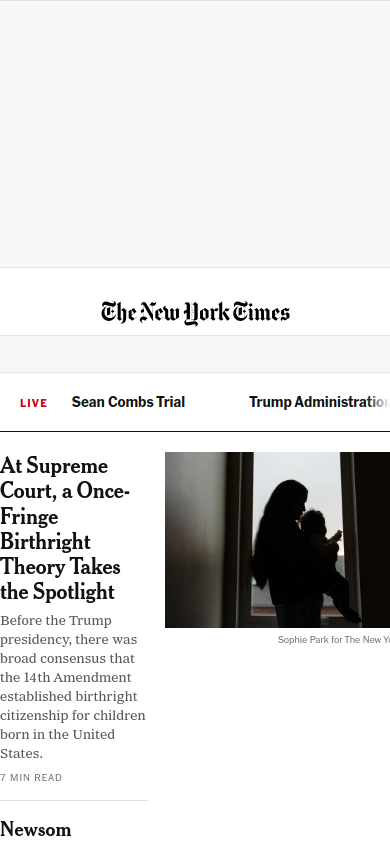 The New York Times
LIVE Sean Combs Trial Trump Administratio
At Supreme
Court, a Once-
Fringe
Birthright
Theory Takes
the Spotlight
Before the Trump
presidency, there was
broad consensus that
the 14th Amendment
established birthright
citizenship for children
born in the United
States.
7 MIN READ
Sophie Park for The New Yo
Newsom